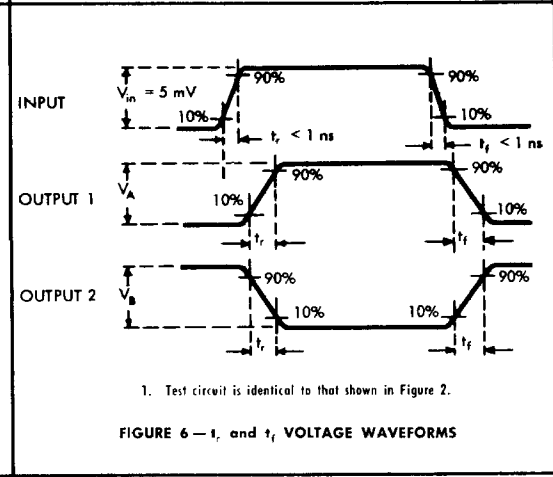 INPUT
V_in = 5 mV
90%
90%
10%
10%
t_r < 1 ns
t_f < 1 ns
OUTPUT 1
V_A
90%
90%
10%
10%
t_r
t_f
OUTPUT 2
V_B
90%
90%
10%
10%
t_r
t_f
1. Test circuit is identical to that shown in Figure 2.
FIGURE 6 — t_r and t_f VOLTAGE WAVEFORMS